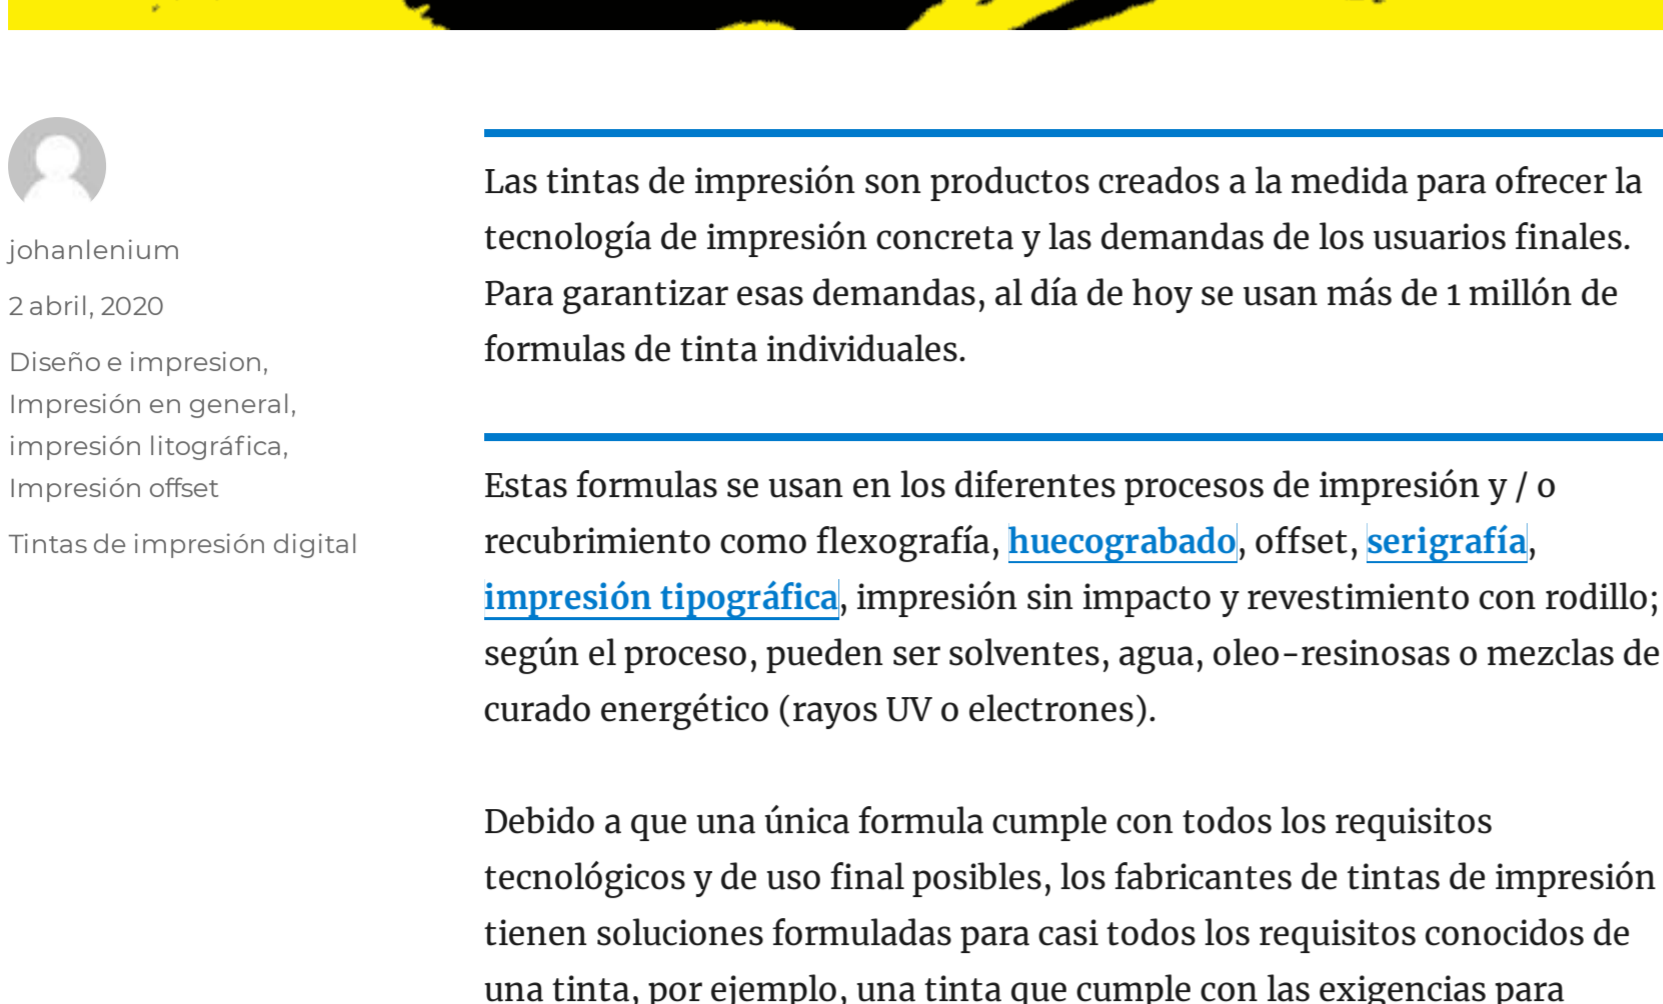 johanlenium
2 abril, 2020
Diseño e impresion,
Impresión en general,
impresión litográfica,
Impresión offset
Tintas de impresión digital
Las tintas de impresión son productos creados a la medida para ofrecer la
tecnología de impresión concreta y las demandas de los usuarios finales.
Para garantizar esas demandas, al día de hoy se usan más de 1 millón de
formulas de tinta individuales.
Estas formulas se usan en los diferentes procesos de impresión y / o
recubrimiento como flexografía, huecograbado, offset, serigrafía,
impresión tipográfica, impresión sin impacto y revestimiento con rodillo;
según el proceso, pueden ser solventes, agua, oleo-resinosas o mezclas de
curado energético (rayos UV o electrones).
Debido a que una única formula cumple con todos los requisitos
tecnológicos y de uso final posibles, los fabricantes de tintas de impresión
tienen soluciones formuladas para casi todos los requisitos conocidos de
una tinta, por ejemplo, una tinta que cumple con las exigencias para